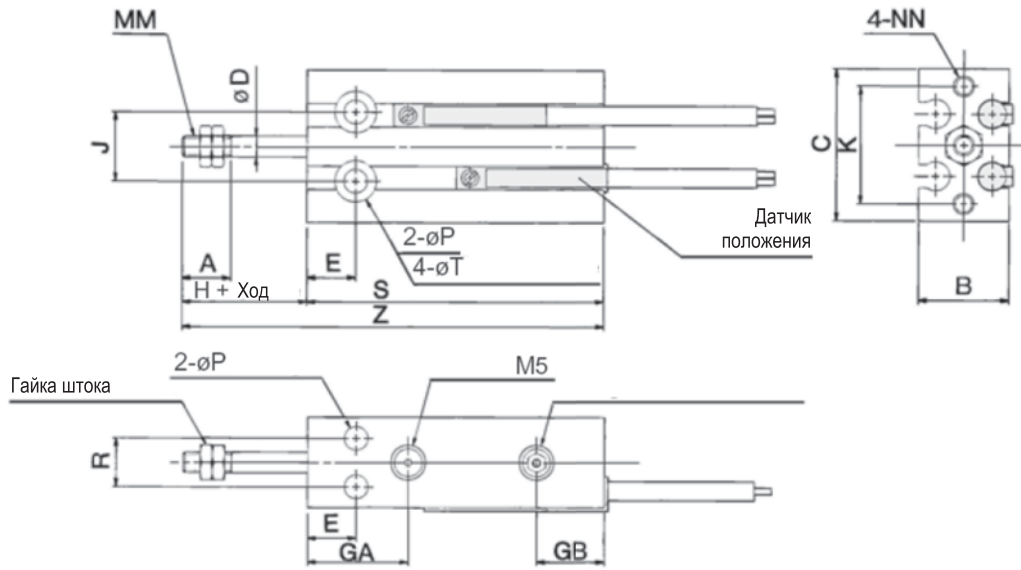 MM
4-NN
øD
J
C
K
Датчик
положения
2-øP
4-øT
A
E
S
B
H + Ход
Z
2-øP
M5
Гайка штока
R
E
GA
GB